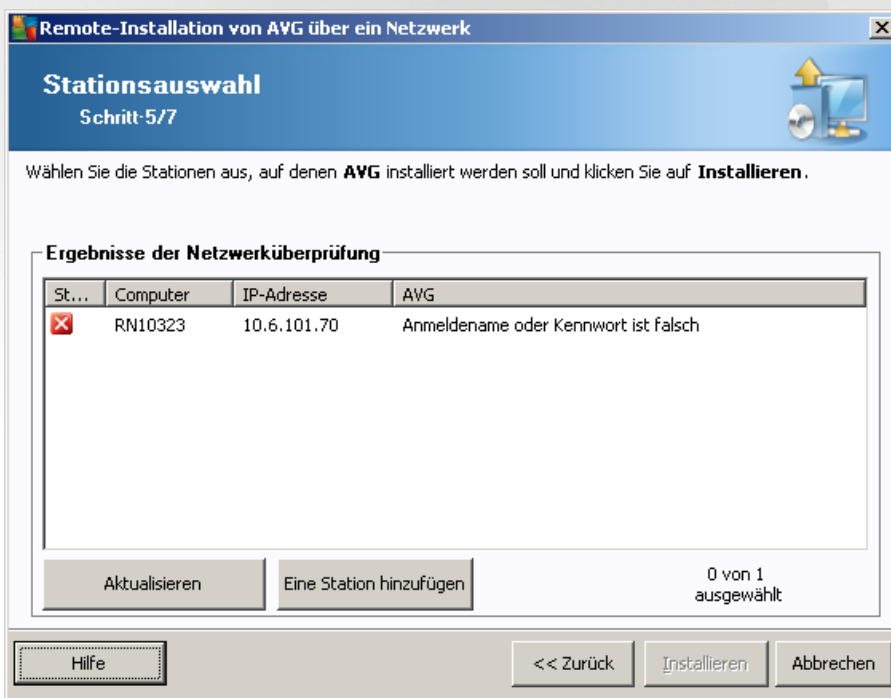 Remote-Installation von AVG über ein Netzwerk
Stationsauswahl
Schritt-5/7
Wählen Sie die Stationen aus, auf denen AVG installiert werden soll und klicken Sie auf Installieren.
Ergebnisse der Netzwerküberprüfung
St... Computer IP-Adresse AVG
RN10323 10.6.101.70 Anmeldename oder Kennwort ist falsch
Aktualisieren Eine Station hinzufügen 0 von 1
ausgewählt
Hilfe << Zurück Installieren Abbrechen